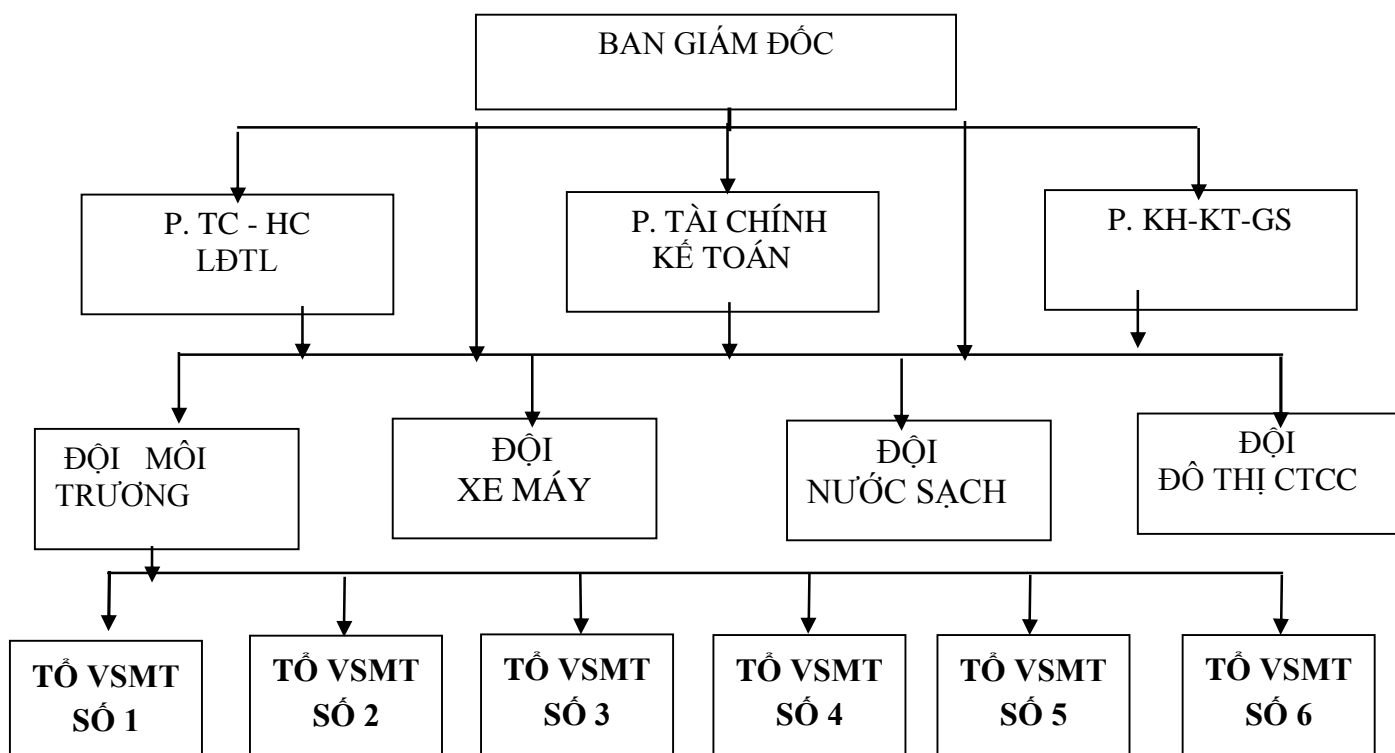 BAN GIÁM ĐỐC
P. TC - HC
LĐTL
P. TÀI CHÍNH
KẾ TOÁN
P. KH-KT-GS
ĐỘI MÔI
TRƯƠNG
ĐỘI
XE MÁY
ĐỘI
NƯỚC SẠCH
ĐỘI
ĐÔ THỊ CTCC
TỔ VSMT
SỐ 1
TỔ VSMT
SỐ 2
TỔ VSMT
SỐ 3
TỔ VSMT
SỐ 4
TỔ VSMT
SỐ 5
TỔ VSMT
SỐ 6